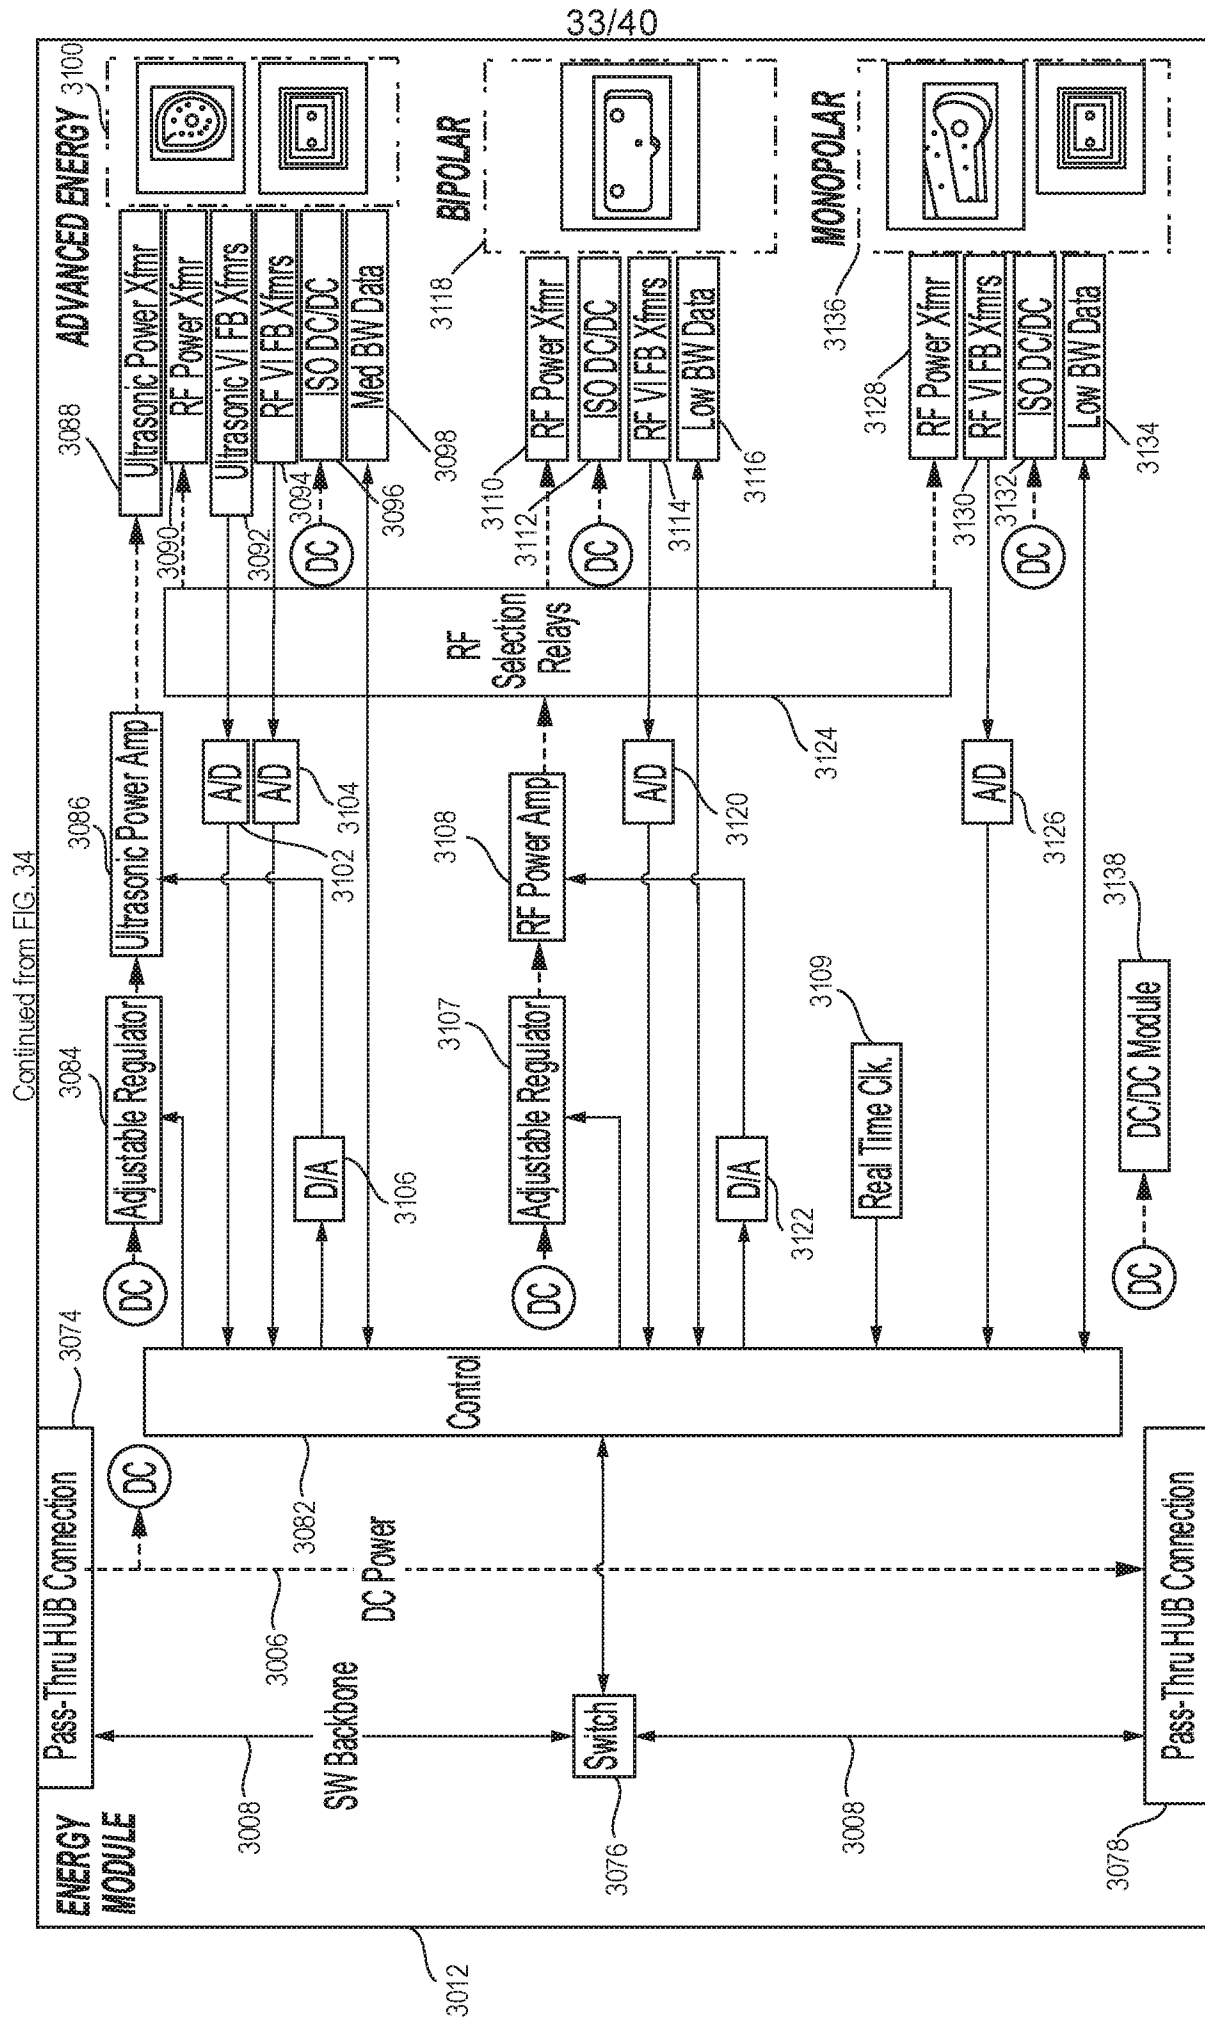 33/40
Continued from FIG. 34
ENERGY
MODULE
3012
Pass-Thru HUB Connection
3074
DC
3008
SW Backbone
3006
DC Power
Switch
3076
3008
Pass-Thru HUB Connection
3078
Control
3082
DC
Adjustable Regulator
3084
Ultrasonic Power Amp
3086
A/D
3102
A/D
3104
D/A
3106
DC
Adjustable Regulator
3107
RF Power Amp
3108
A/D
3120
D/A
3122
Real Time Clk.
3109
A/D
3126
DC
DC/DC Module
3138
RF
Selection
Relays
3124
ADVANCED ENERGY
3100
3088
Ultrasonic Power Xfmr
RF Power Xfmr
3090
Ultrasonic VI FB Xfmrs
3092
RF VI FB Xfmrs
3094
DC
ISO DC/DC
3096
Med BW Data
3098
BIPOLAR
3118
RF Power Xfmr
3110
DC
ISO DC/DC
3112
RF VI FB Xfmrs
3114
Low BW Data
3116
MONOPOLAR
3136
RF Power Xfmr
3128
RF VI FB Xfmrs
3130
DC
ISO DC/DC
3132
Low BW Data
3134